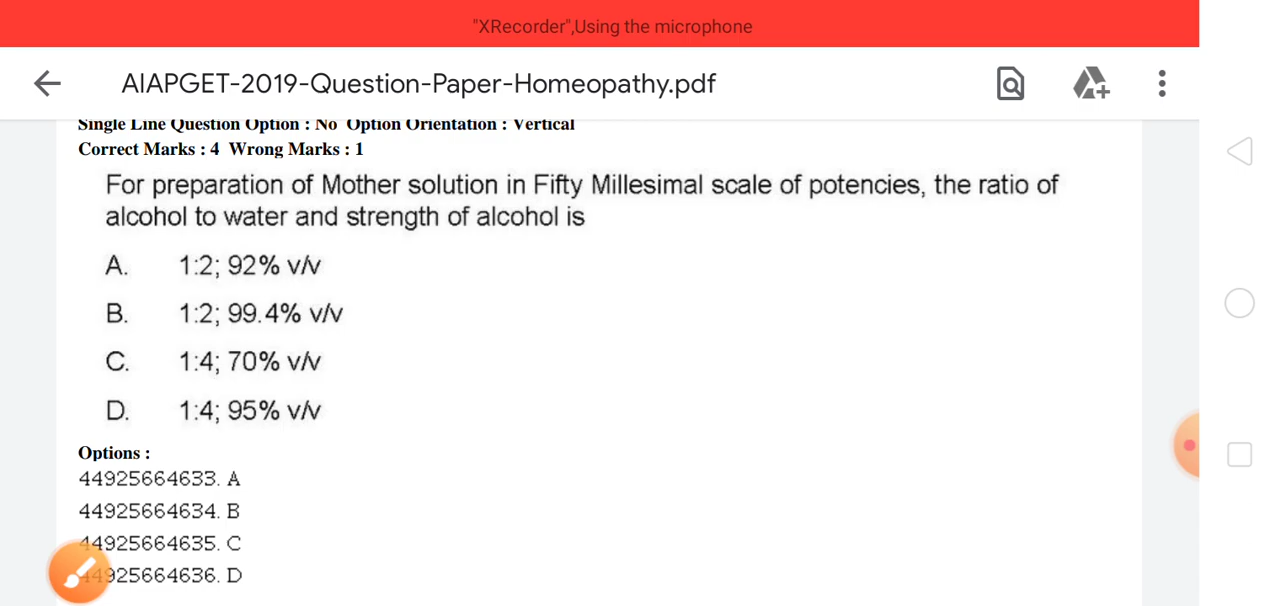 "XRecorder",Using the microphone
AIAPGET-2019-Question-Paper-Homeopathy.pdf
Single Line Question Option : No Option Orientation : Vertical
Correct Marks : 4 Wrong Marks : 1
For preparation of Mother solution in Fifty Millesimal scale of potencies, the ratio of
alcohol to water and strength of alcohol is
A. 1:2; 92% v/v
B. 1:2; 99.4% v/v
C. 1:4; 70% v/v
D. 1:4; 95% v/v
Options :
44925664633. A
44925664634. B
44925664635. C
44925664636. D